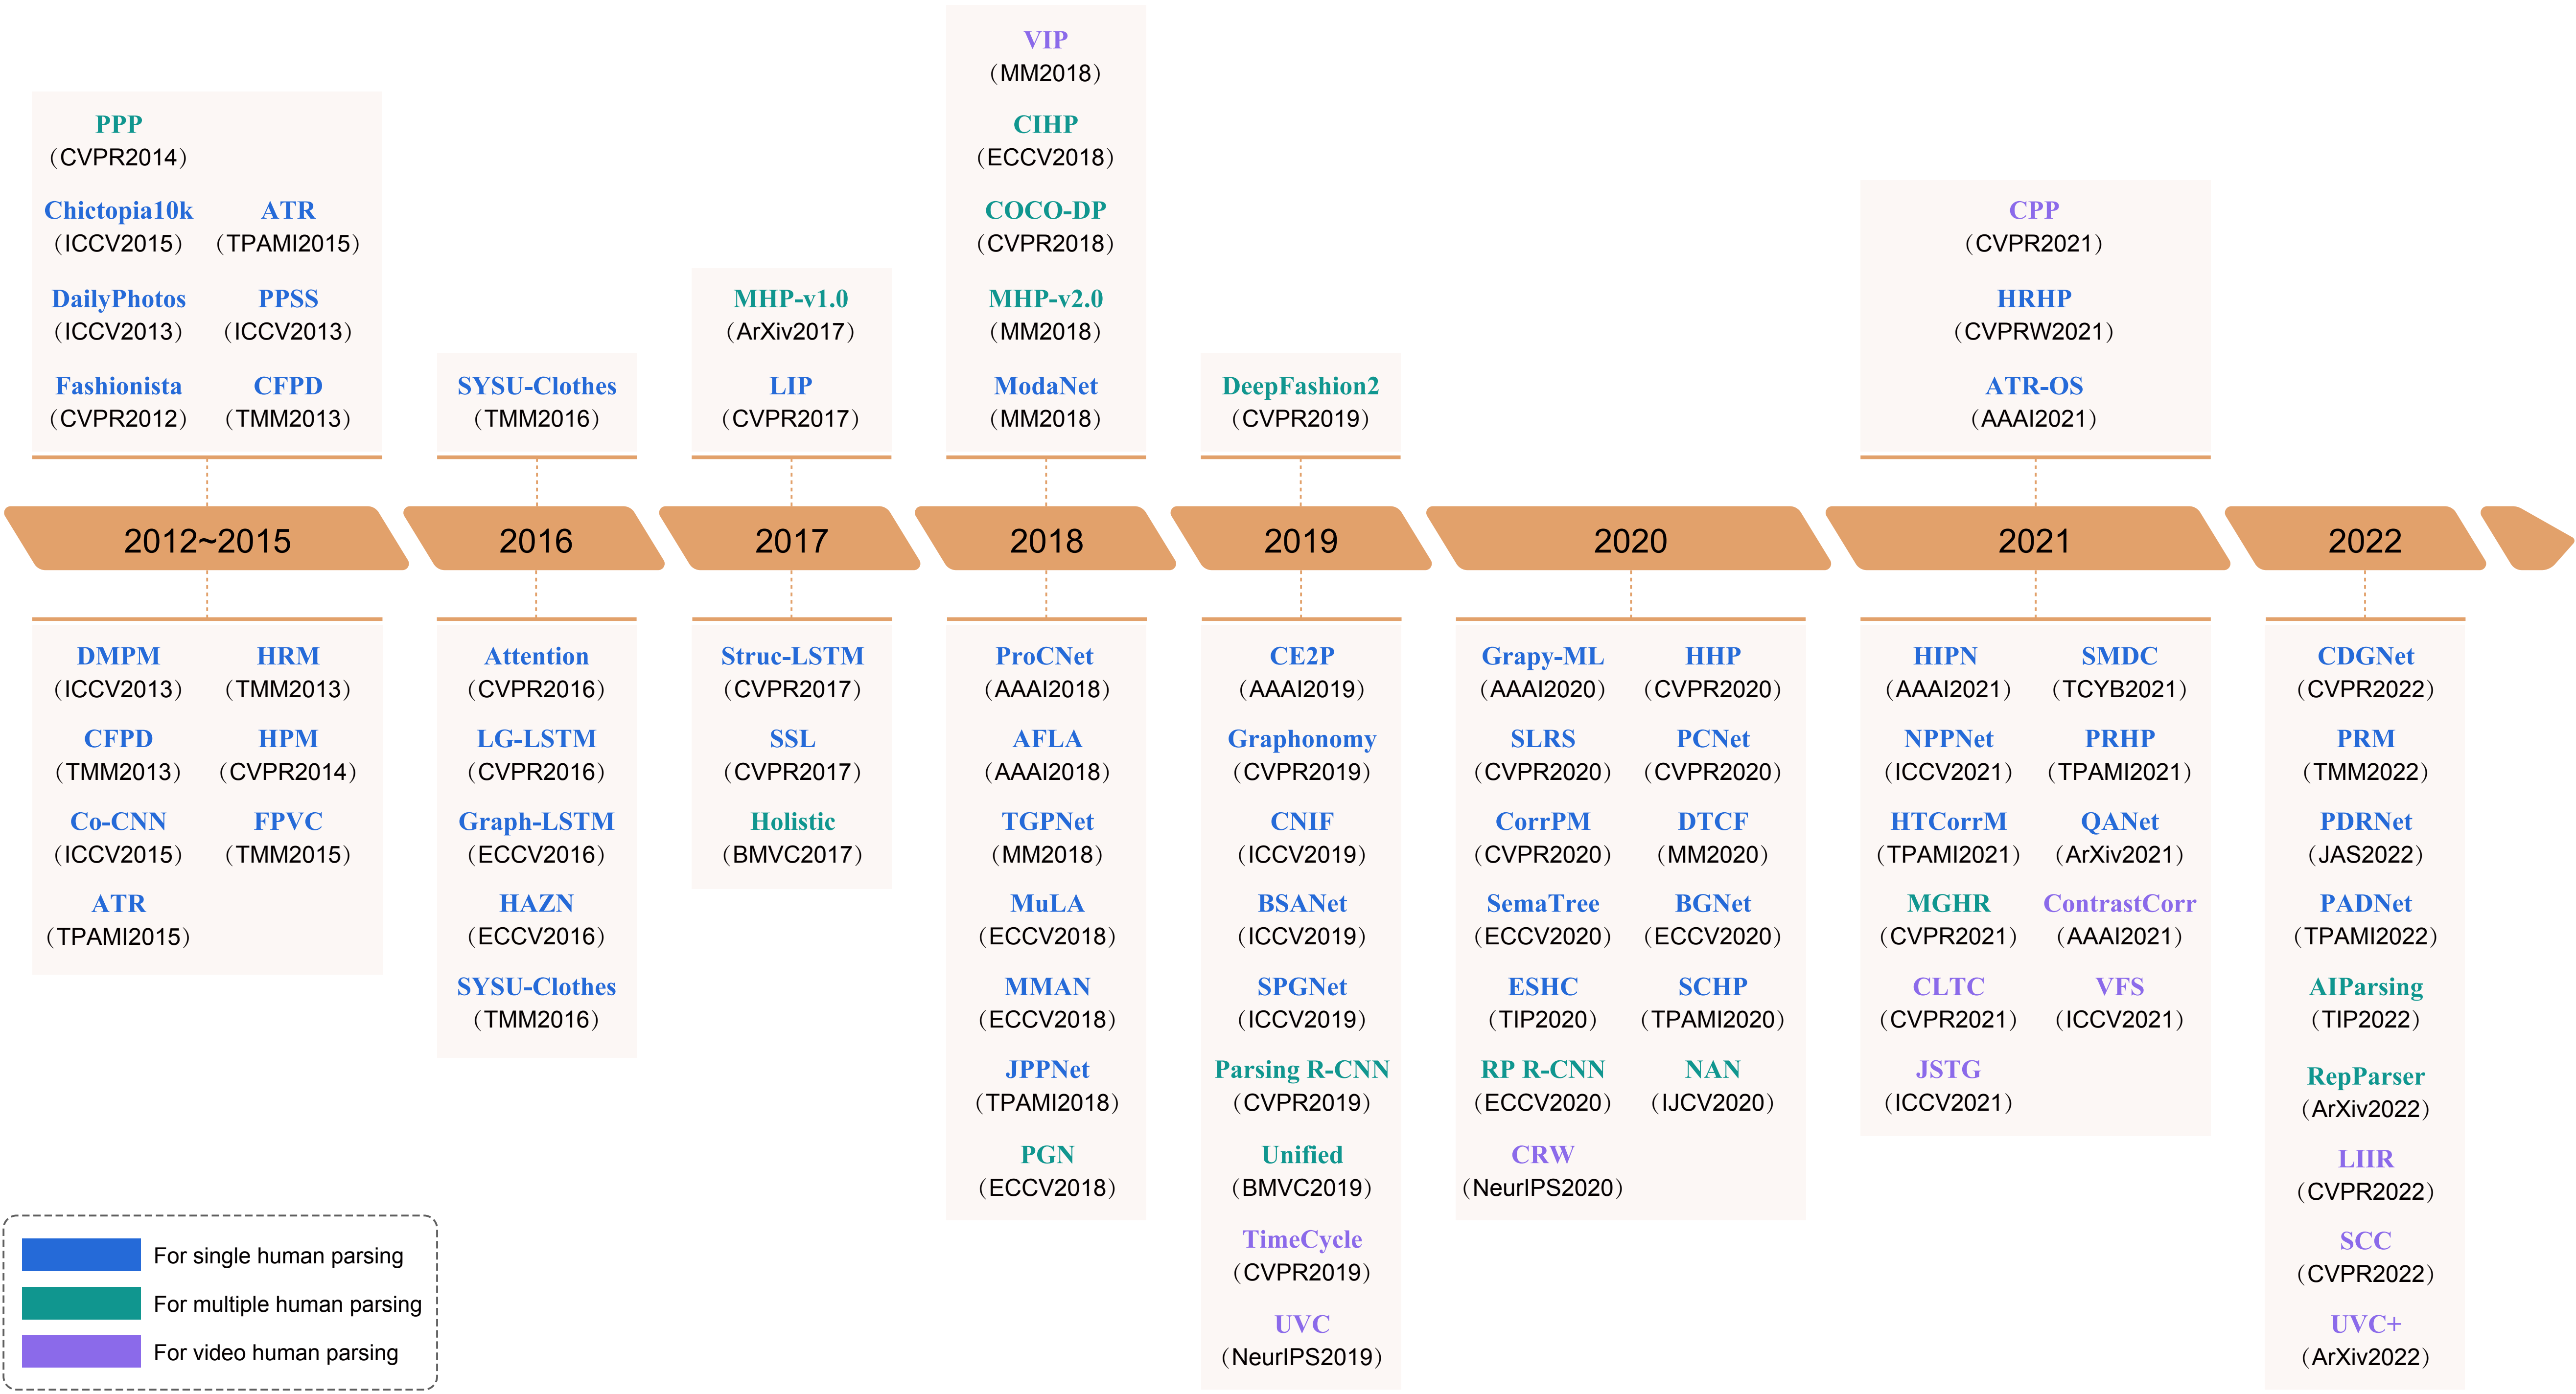 PPP
（CVPR2014）
Chictopia10k
（ICCV2015）
ATR
（TPAMI2015）
DailyPhotos
（ICCV2013）
PPSS
（ICCV2013）
Fashionista
（CVPR2012）
CFPD
（TMM2013）
SYSU-Clothes
（TMM2016）
MHP-v1.0
（ArXiv2017）
LIP
（CVPR2017）
VIP
（MM2018）
CIHP
（ECCV2018）
COCO-DP
（CVPR2018）
MHP-v2.0
（MM2018）
ModaNet
（MM2018）
DeepFashion2
（CVPR2019）
CPP
（CVPR2021）
HRHP
（CVPRW2021）
ATR-OS
（AAAI2021）
2012~2015
2016
2017
2018
2019
2020
2021
2022
DMPM
（ICCV2013）
HRM
（TMM2013）
CFPD
（TMM2013）
HPM
（CVPR2014）
Co-CNN
（ICCV2015）
FPVC
（TMM2015）
ATR
（TPAMI2015）
Attention
（CVPR2016）
LG-LSTM
（CVPR2016）
Graph-LSTM
（ECCV2016）
HAZN
（ECCV2016）
SYSU-Clothes
（TMM2016）
Struc-LSTM
（CVPR2017）
SSL
（CVPR2017）
Holistic
（BMVC2017）
ProCNet
（AAAI2018）
AFLA
（AAAI2018）
TGPNet
（MM2018）
MuLA
（ECCV2018）
MMAN
（ECCV2018）
JPPNet
（TPAMI2018）
PGN
（ECCV2018）
CE2P
（AAAI2019）
Graphonomy
（CVPR2019）
CNIF
（ICCV2019）
BSANet
（ICCV2019）
SPGNet
（ICCV2019）
Parsing R-CNN
（CVPR2019）
Unified
（BMVC2019）
TimeCycle
（CVPR2019）
UVC
（NeurIPS2019）
Grapy-ML
（AAAI2020）
HHP
（CVPR2020）
SLRS
（CVPR2020）
PCNet
（CVPR2020）
CorrPM
（CVPR2020）
DTCF
（MM2020）
SemaTree
（ECCV2020）
BGNet
（ECCV2020）
ESHC
（TIP2020）
SCHP
（TPAMI2020）
RP R-CNN
（ECCV2020）
NAN
（IJCV2020）
CRW
（NeurIPS2020）
HIPN
（AAAI2021）
SMDC
（TCYB2021）
NPPNet
（ICCV2021）
PRHP
（TPAMI2021）
HTCorrM
（TPAMI2021）
QANet
（ArXiv2021）
MGHR
（CVPR2021）
ContrastCorr
（AAAI2021）
CLTC
（CVPR2021）
VFS
（ICCV2021）
JSTG
（ICCV2021）
CDGNet
（CVPR2022）
PRM
（TMM2022）
PDRNet
（JAS2022）
PADNet
（TPAMI2022）
AIParsing
（TIP2022）
RepParser
（ArXiv2022）
LIIR
（CVPR2022）
SCC
（CVPR2022）
UVC+
（ArXiv2022）
For single human parsing
For multiple human parsing
For video human parsing